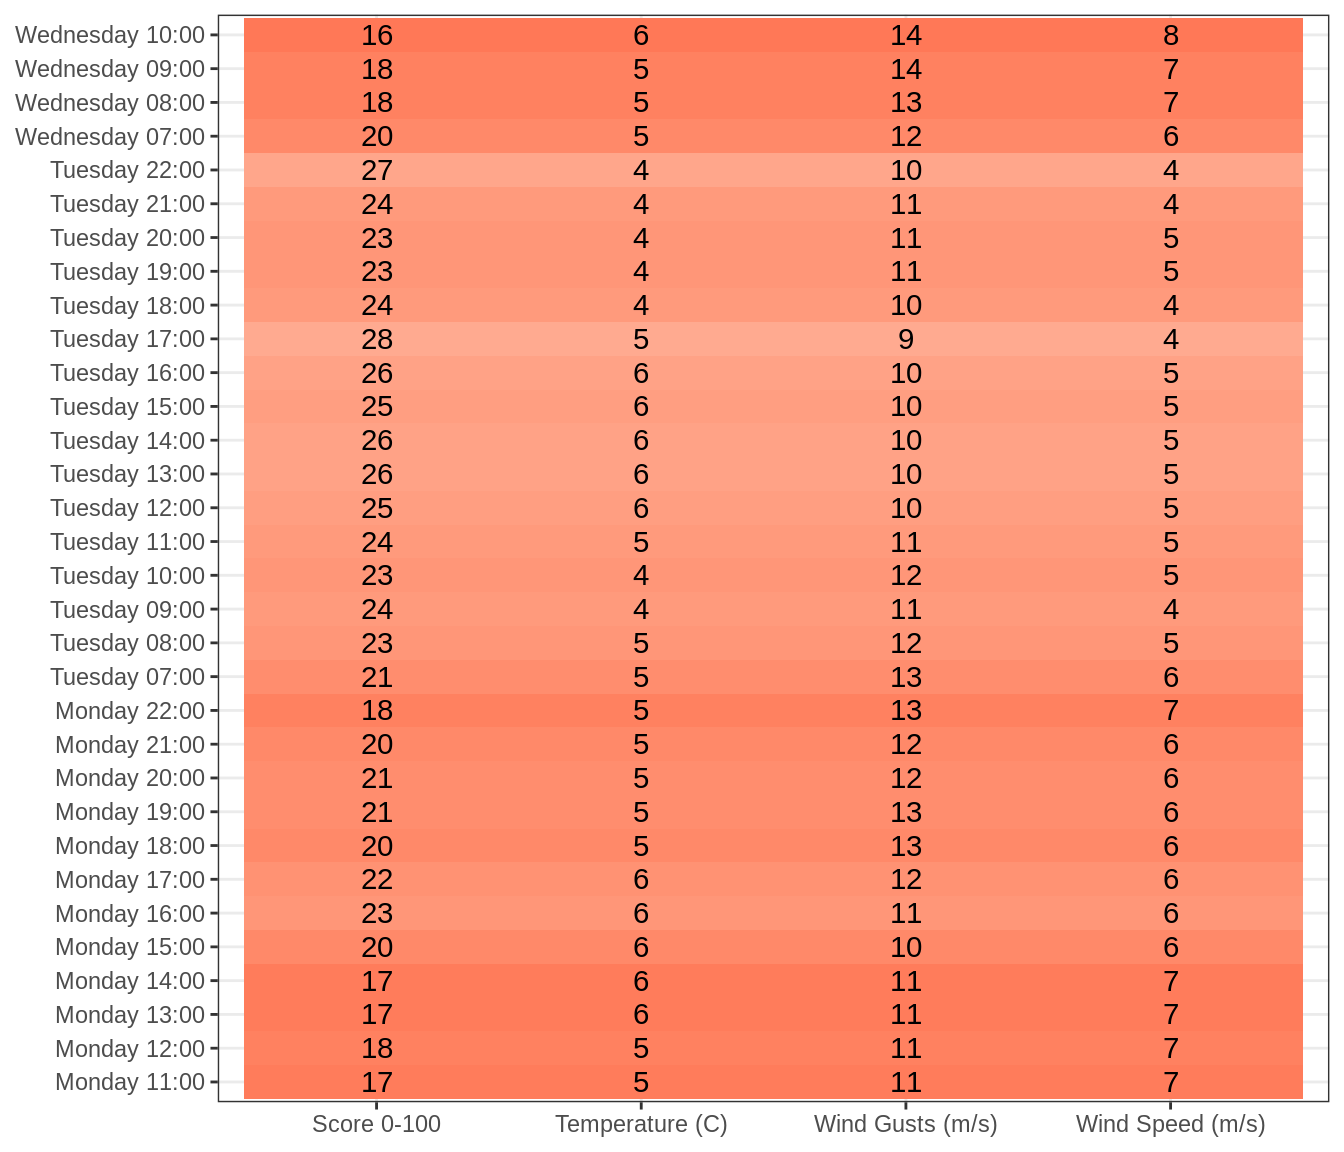 Wednesday 10:00 16 6 14 8
Wednesday 09:00 18 5 14 7
Wednesday 08:00 18 5 13 7
Wednesday 07:00 20 5 12 6
Tuesday 22:00 27 4 10 4
Tuesday 21:00 24 4 11 4
Tuesday 20:00 23 4 11 5
Tuesday 19:00 23 4 11 5
Tuesday 18:00 24 4 10 4
Tuesday 17:00 28 5 9 4
Tuesday 16:00 26 6 10 5
Tuesday 15:00 25 6 10 5
Tuesday 14:00 26 6 10 5
Tuesday 13:00 26 6 10 5
Tuesday 12:00 25 6 10 5
Tuesday 11:00 24 5 11 5
Tuesday 10:00 23 4 12 5
Tuesday 09:00 24 4 11 4
Tuesday 08:00 23 5 12 5
Tuesday 07:00 21 5 13 6
Monday 22:00 18 5 13 7
Monday 21:00 20 5 12 6
Monday 20:00 21 5 12 6
Monday 19:00 21 5 13 6
Monday 18:00 20 5 13 6
Monday 17:00 22 6 12 6
Monday 16:00 23 6 11 6
Monday 15:00 20 6 10 6
Monday 14:00 17 6 11 7
Monday 13:00 17 6 11 7
Monday 12:00 18 5 11 7
Monday 11:00 17 5 11 7
Score 0-100 Temperature (C) Wind Gusts (m/s) Wind Speed (m/s)